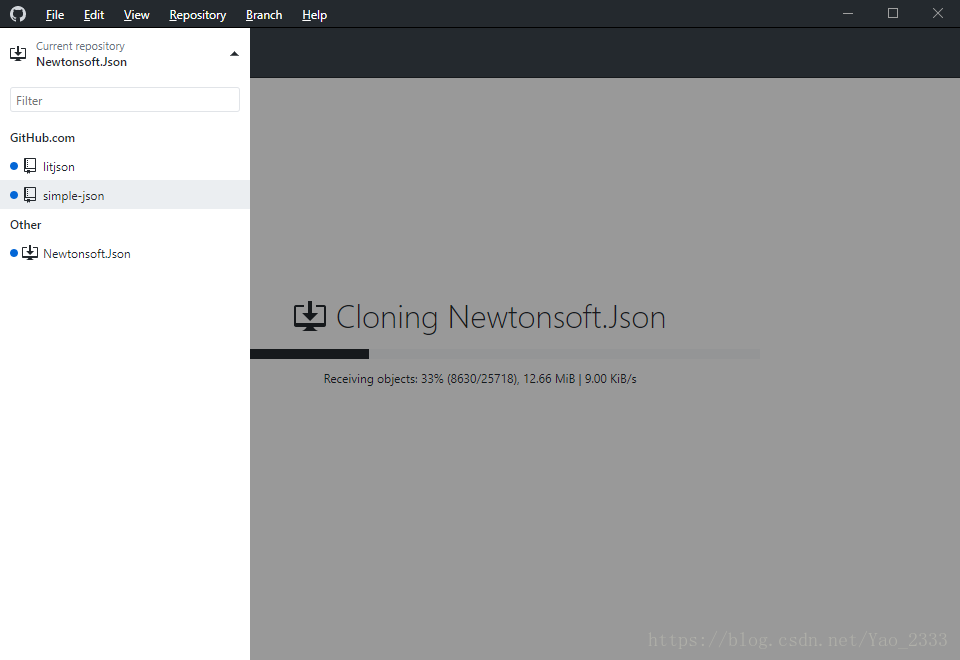 File Edit View Repository Branch Help
Current repository
Newtonsoft.Json
Filter
GitHub.com
litjson
simple-json
Other
Newtonsoft.Json
Cloning Newtonsoft.Json
Receiving objects: 33% (8630/25718), 12.66 MiB | 9.00 KiB/s
https://blog.csdn.net/Yao_2333